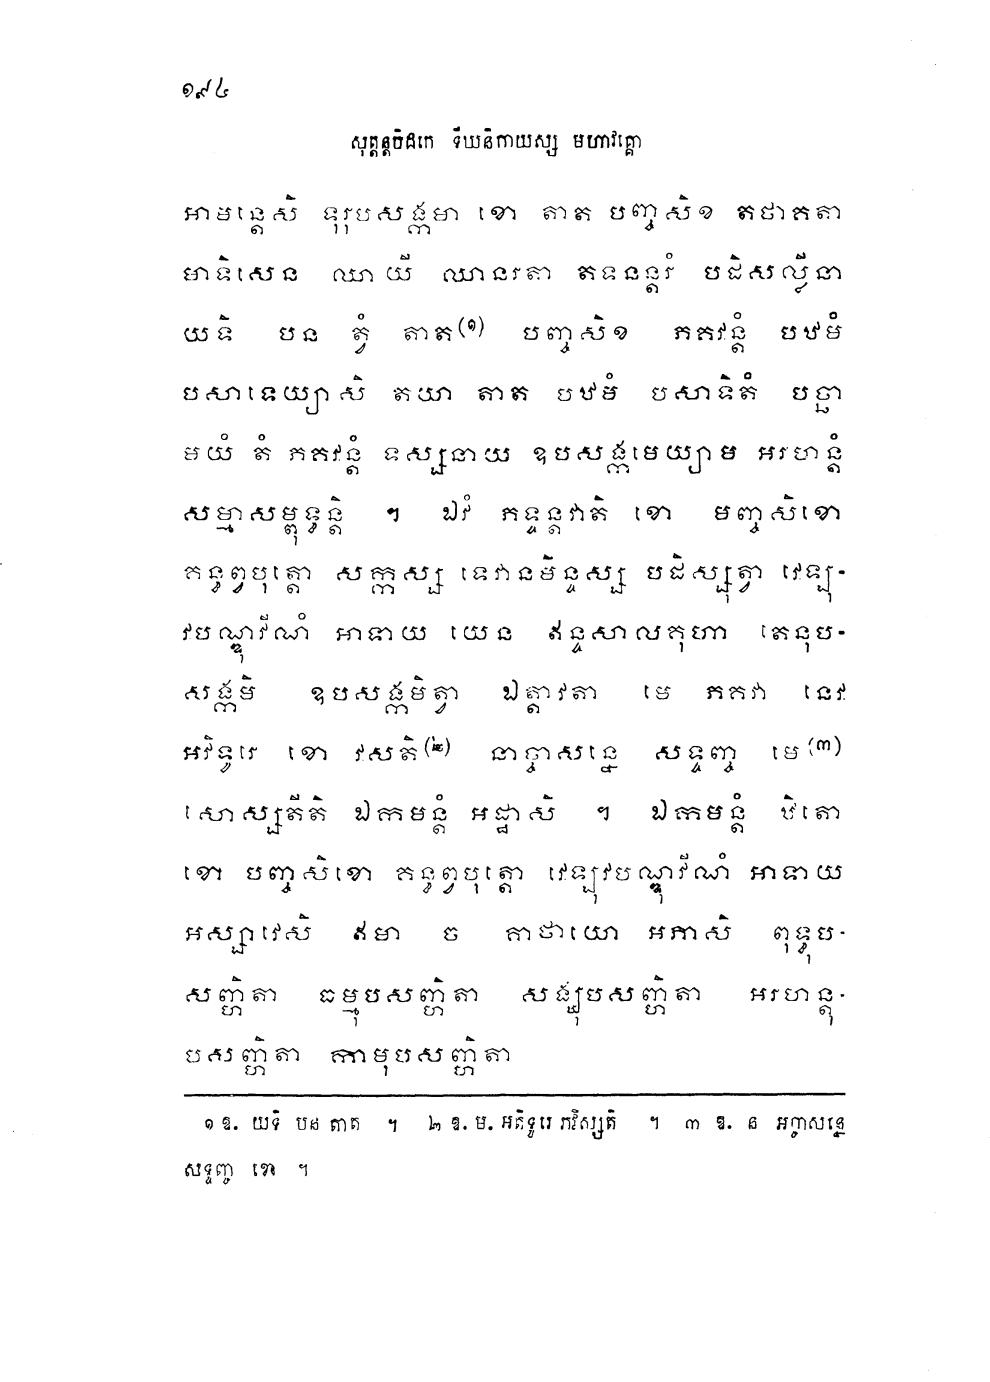 ១៩៤
សុត្តន្តបិដកេ ទីឃនិកាយស្ស មហាវគ្គោ
អាមន្តេសិ ទុរុបសង្កមា ខោ តាត បញ្ចសិខ តថាគតា
មាទិសេន ឈាយី ឈានរតា តទនន្តរំ បដិសល្លីនា
យទិ បន ត្វំ តាត(១) បញ្ចសិខ ភគវន្តំ បឋមំ
បសាទេយ្យាសិ តយា តាត បឋមំ បសាទិតំ បច្ឆា
មយំ តំ ភគវន្តំ ទស្សនាយ ឧបសង្កមេយ្យាម អរហន្តំ
សម្មាសម្ពុទ្ធន្តិ ។ ឯវំ ភទ្ទន្តវាតិ ខោ មញ្ចសិខោ
គន្ធព្វបុត្តោ សក្កស្ស ទេវានមិន្ទស្ស បដិស្សុត្វា វេឡុ-
វបណ្ឌុវីណំ អាទាយ យេន ឥន្ទសាលគុហា តេនុប-
សង្កមិ ឧបសង្កមិត្វា ឯត្តាវតា មេ ភគវា នេវ
អវិទូរេ ខោ វសតិ(២) នាច្ចាសន្នេ សទ្ទញ្ច មេ(៣)
សោស្សតីតិ ឯកមន្តំ អដ្ឋាសិ ។ ឯកមន្តំ ឋិតោ
ខោ បញ្ចសិខោ គន្ធព្វបុត្តោ វេឡុវបណ្ឌុវីណំ អាទាយ
អស្សាវេសិ ឥមា ច គាថាយោ អភាសិ ពុទ្ធុប-
សញ្ហិតា ធម្មុបសញ្ហិតា សង្ឃុបសញ្ហិតា អរហន្តុ-
បសញ្ហិតា កាមុបសញ្ហិតា
១ ឱ. យទិ បន តាត ។ ២ ឱ. ម. អតិទូរេ ភវិស្សតិ ។ ៣ ឱ. ន អច្ចាសន្នេ
សទ្ទញ្ច ខោ ។